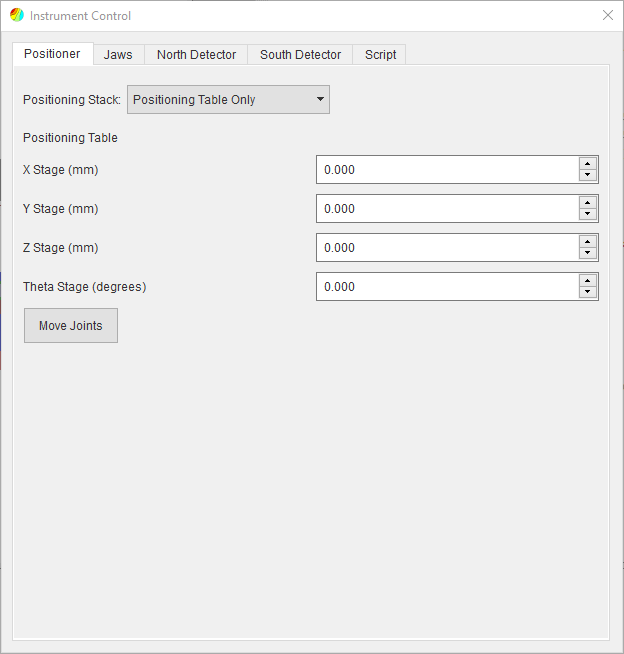 Instrument Control
Positioner Jaws North Detector South Detector Script
Positioning Stack: Positioning Table Only
Positioning Table
X Stage (mm) 0.000
Y Stage (mm) 0.000
Z Stage (mm) 0.000
Theta Stage (degrees) 0.000
Move Joints